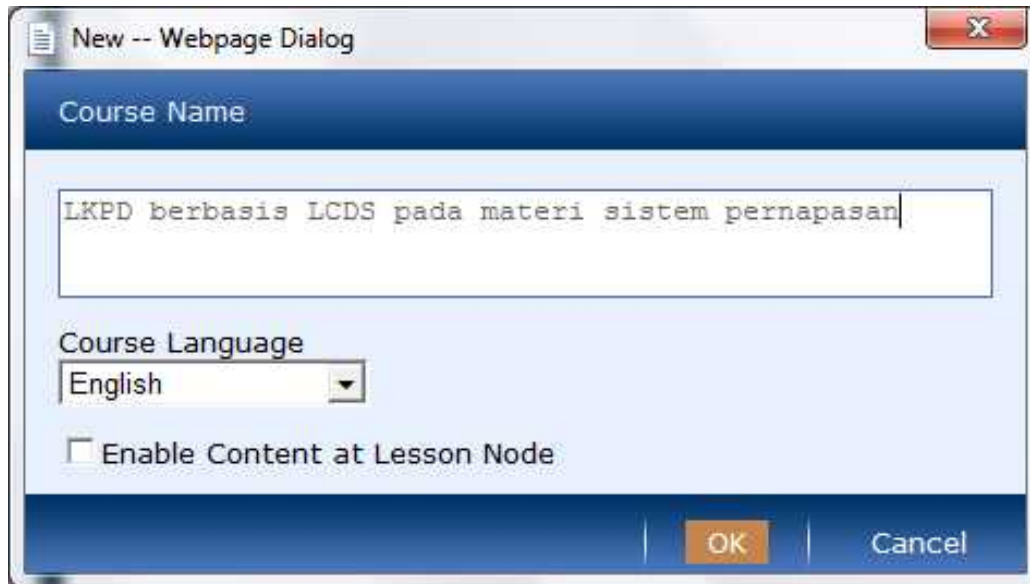 New -- Webpage Dialog
Course Name
LKPD berbasis LCDS pada materi sistem pernapasan
Course Language
English
Enable Content at Lesson Node
OK
Cancel